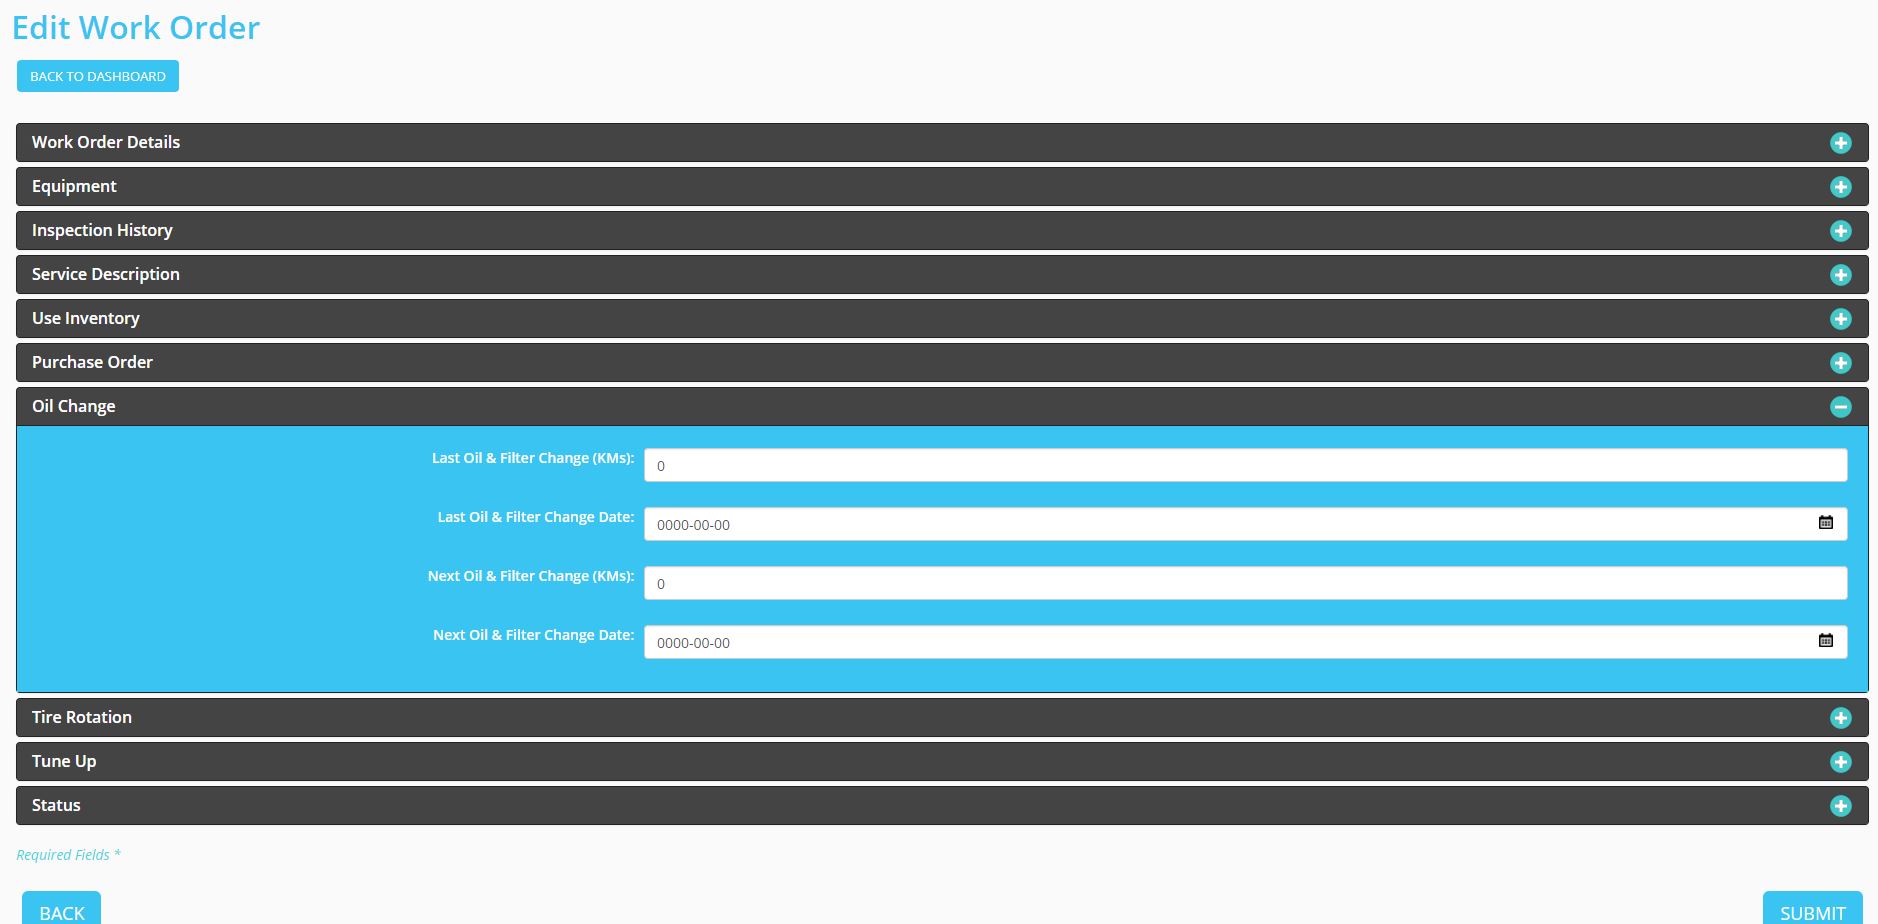 Edit Work Order
BACK TO DASHBOARD
Work Order Details
Equipment
Inspection History
Service Description
Use Inventory
Purchase Order
Oil Change
Last Oil & Filter Change (KMs): 0
Last Oil & Filter Change Date: 0000-00-00
Next Oil & Filter Change (KMs): 0
Next Oil & Filter Change Date: 0000-00-00
Tire Rotation
Tune Up
Status
Required Fields *
BACK SUBMIT